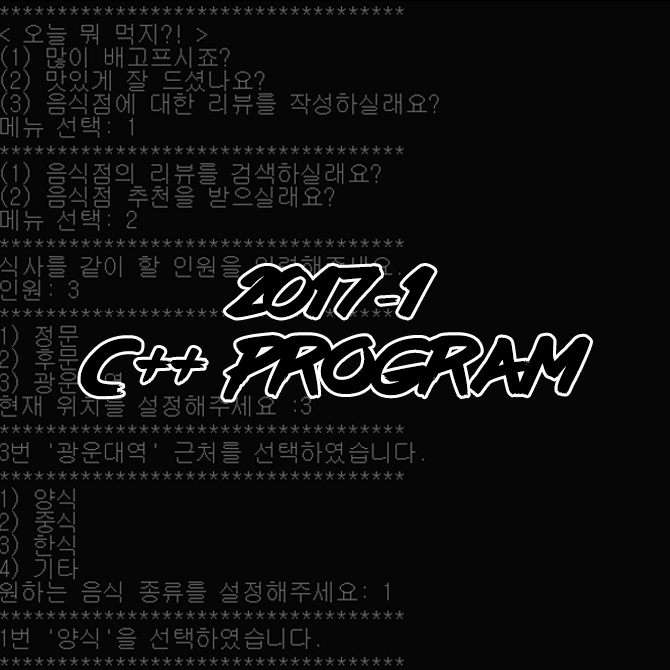 **********************************
< 오늘 뭐 먹지?! >
(1) 많이 배고프시죠?
(2) 맛있게 잘 드셨나요?
(3) 음식점에 대한 리뷰를 작성하실래요?
메뉴 선택: 1
**********************************
(1) 음식점의 리뷰를 검색하실래요?
(2) 음식점 추천을 받으실래요?
메뉴 선택: 2
**********************************
식사를 같이 할 인원을 입력해주세요.
인원: 3
**********************************
2017-1
C++ PROGRAM
1) 정문
2) 후문
3) 광운대역
현재 위치를 설정해주세요 :3
**********************************
3번 '광운대역' 근처를 선택하였습니다.
**********************************
1) 양식
2) 중식
3) 한식
4) 기타
원하는 음식 종류를 설정해주세요: 1
**********************************
1번 '양식'을 선택하였습니다.
**********************************